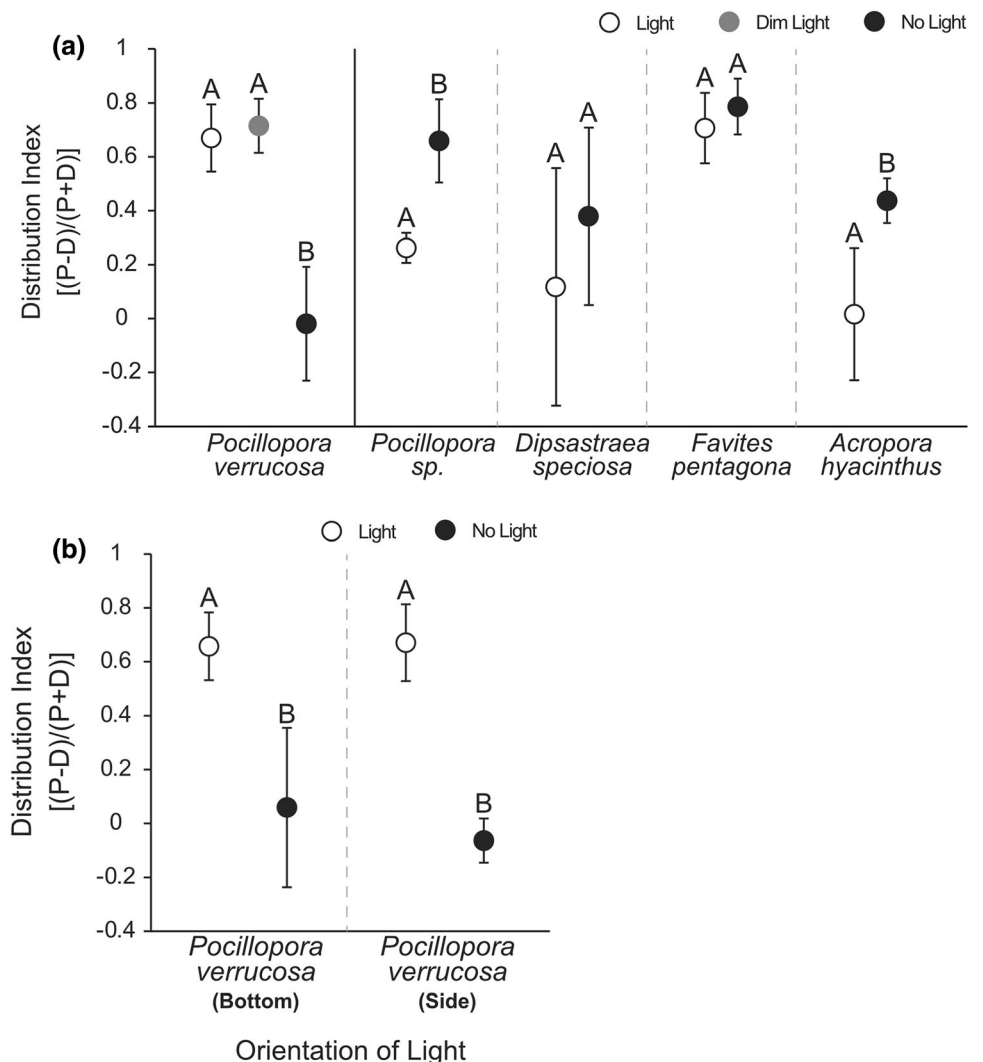 Light Dim Light No Light
(a)
Distribution Index
[(P-D)/(P+D)]
1
0.8
0.6
0.4
0.2
0
-0.2
-0.4
A A B
A B
A A
A A
A B
Pocillopora
verrucosa
Pocillopora
sp.
Dipsastraea
speciosa
Favites
pentagona
Acropora
hyacinthus
(b)
Light No Light
Distribution Index
[(P-D)/(P+D)]
1
0.8
0.6
0.4
0.2
0
-0.2
-0.4
A B
A B
Pocillopora
verrucosa
(Bottom)
Pocillopora
verrucosa
(Side)
Orientation of Light